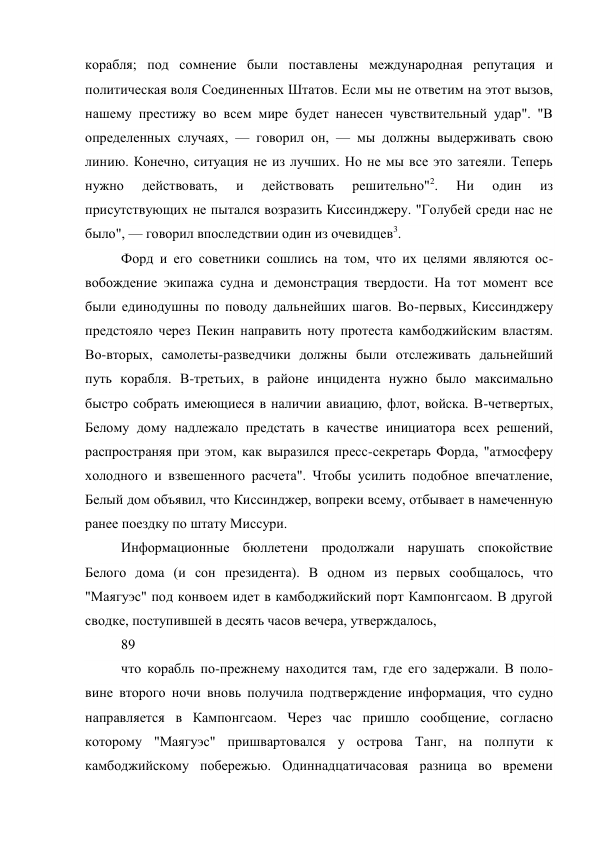 корабля; под сомнение были поставлены международная репутация и
политическая воля Соединенных Штатов. Если мы не ответим на этот вызов,
нашему престижу во всем мире будет нанесен чувствительный удар". "В
определенных случаях, — говорил он, — мы должны выдерживать свою
линию. Конечно, ситуация не из лучших. Но не мы все это затеяли. Теперь
нужно действовать, и действовать решительно"2. Ни один из
присутствующих не пытался возразить Киссинджеру. "Голубей среди нас не
было", — говорил впоследствии один из очевидцев3.
Форд и его советники сошлись на том, что их целями являются ос-
вобождение экипажа судна и демонстрация твердости. На тот момент все
были единодушны по поводу дальнейших шагов. Во-первых, Киссинджеру
предстояло через Пекин направить ноту протеста камбоджийским властям.
Во-вторых, самолеты-разведчики должны были отслеживать дальнейший
путь корабля. В-третьих, в районе инцидента нужно было максимально
быстро собрать имеющиеся в наличии авиацию, флот, войска. В-четвертых,
Белому дому надлежало предстать в качестве инициатора всех решений,
распространяя при этом, как выразился пресс-секретарь Форда, "атмосферу
холодного и взвешенного расчета". Чтобы усилить подобное впечатление,
Белый дом объявил, что Киссинджер, вопреки всему, отбывает в намеченную
ранее поездку по штату Миссури.
Информационные бюллетени продолжали нарушать спокойствие
Белого дома (и сон президента). В одном из первых сообщалось, что
"Маягуэс" под конвоем идет в камбоджийский порт Кампонгсаом. В другой
сводке, поступившей в десять часов вечера, утверждалось,
89
что корабль по-прежнему находится там, где его задержали. В поло-
вине второго ночи вновь получила подтверждение информация, что судно
направляется в Кампонгсаом. Через час пришло сообщение, согласно
которому "Маягуэс" пришвартовался у острова Танг, на полпути к
камбоджийскому побережью. Одиннадцатичасовая разница во времени